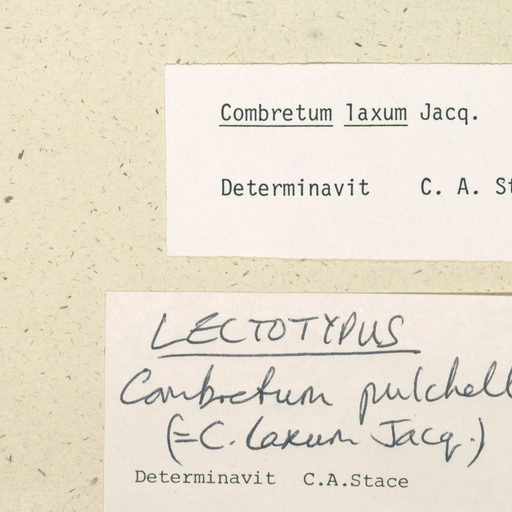 Combretum laxum Jacq.
Determinavit C. A. St
LECTOTYPUS
Combretum pulchell
(=C. laxum Jacq.)
Determinavit C.A.Stace